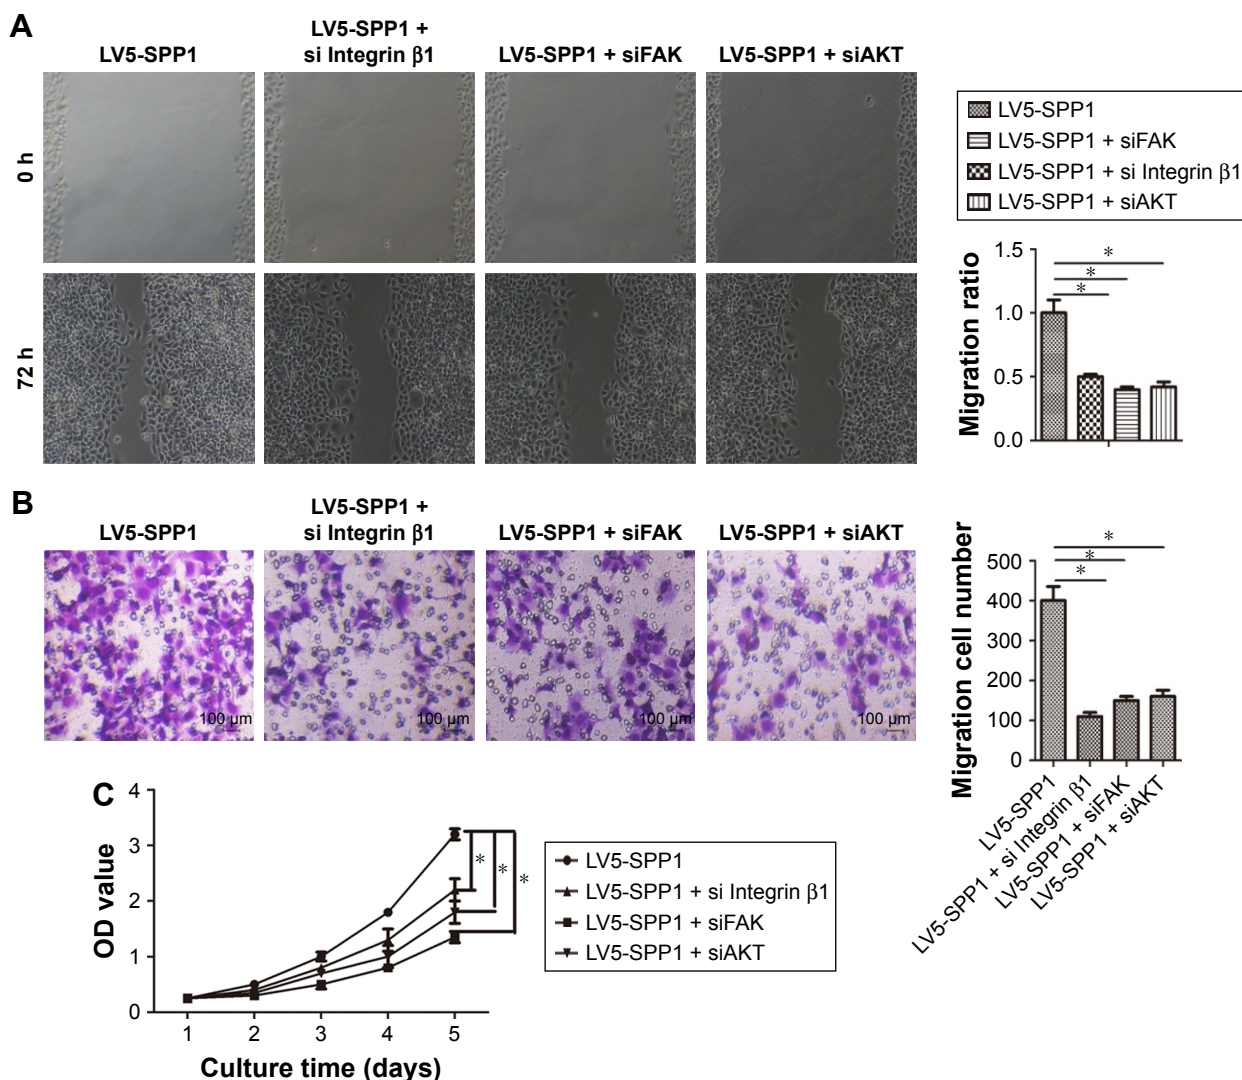 A
LV5-SPP1
LV5-SPP1 +
si Integrin β1
LV5-SPP1 + siFAK
LV5-SPP1 + siAKT
0 h
72 h
LV5-SPP1
LV5-SPP1 + siFAK
LV5-SPP1 + si Integrin β1
LV5-SPP1 + siAKT
Migration ratio
1.5
1.0
0.5
0.0
*
*
*
B
LV5-SPP1
LV5-SPP1 +
si Integrin β1
LV5-SPP1 + siFAK
LV5-SPP1 + siAKT
100 µm
100 µm
100 µm
100 µm
Migration cell number
500
400
300
200
100
0
*
*
*
LV5-SPP1
LV5-SPP1 + si Integrin β1
LV5-SPP1 + siFAK
LV5-SPP1 + siAKT
C
OD value
4
3
2
1
0
1 2 3 4 5
Culture time (days)
*
*
*
LV5-SPP1
LV5-SPP1 + si Integrin β1
LV5-SPP1 + siFAK
LV5-SPP1 + siAKT